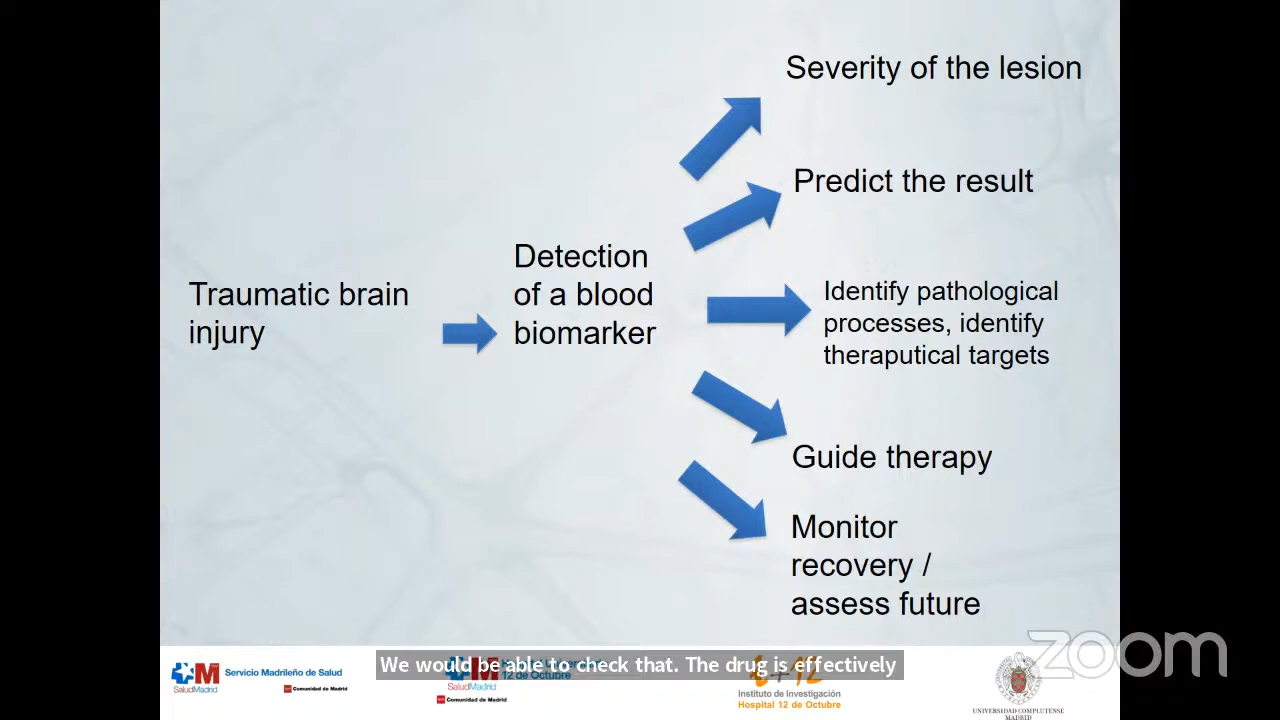 Severity of the lesion
Predict the result
Detection
of a blood
biomarker
Traumatic brain
injury
Identify pathological
processes, identify
theraputical targets
Guide therapy
Monitor
recovery /
assess future
zoom
We would be able to check that. The drug is effectively
SaludMadrid
Servicio Madrileño de Salud
Comunidad de Madrid
12 de Octubre
SaludMadrid
Comunidad de Madrid
i+12
Instituto de Investigación
Hospital 12 de Octubre
UNIVERSIDAD COMPLUTENSE
MADRID